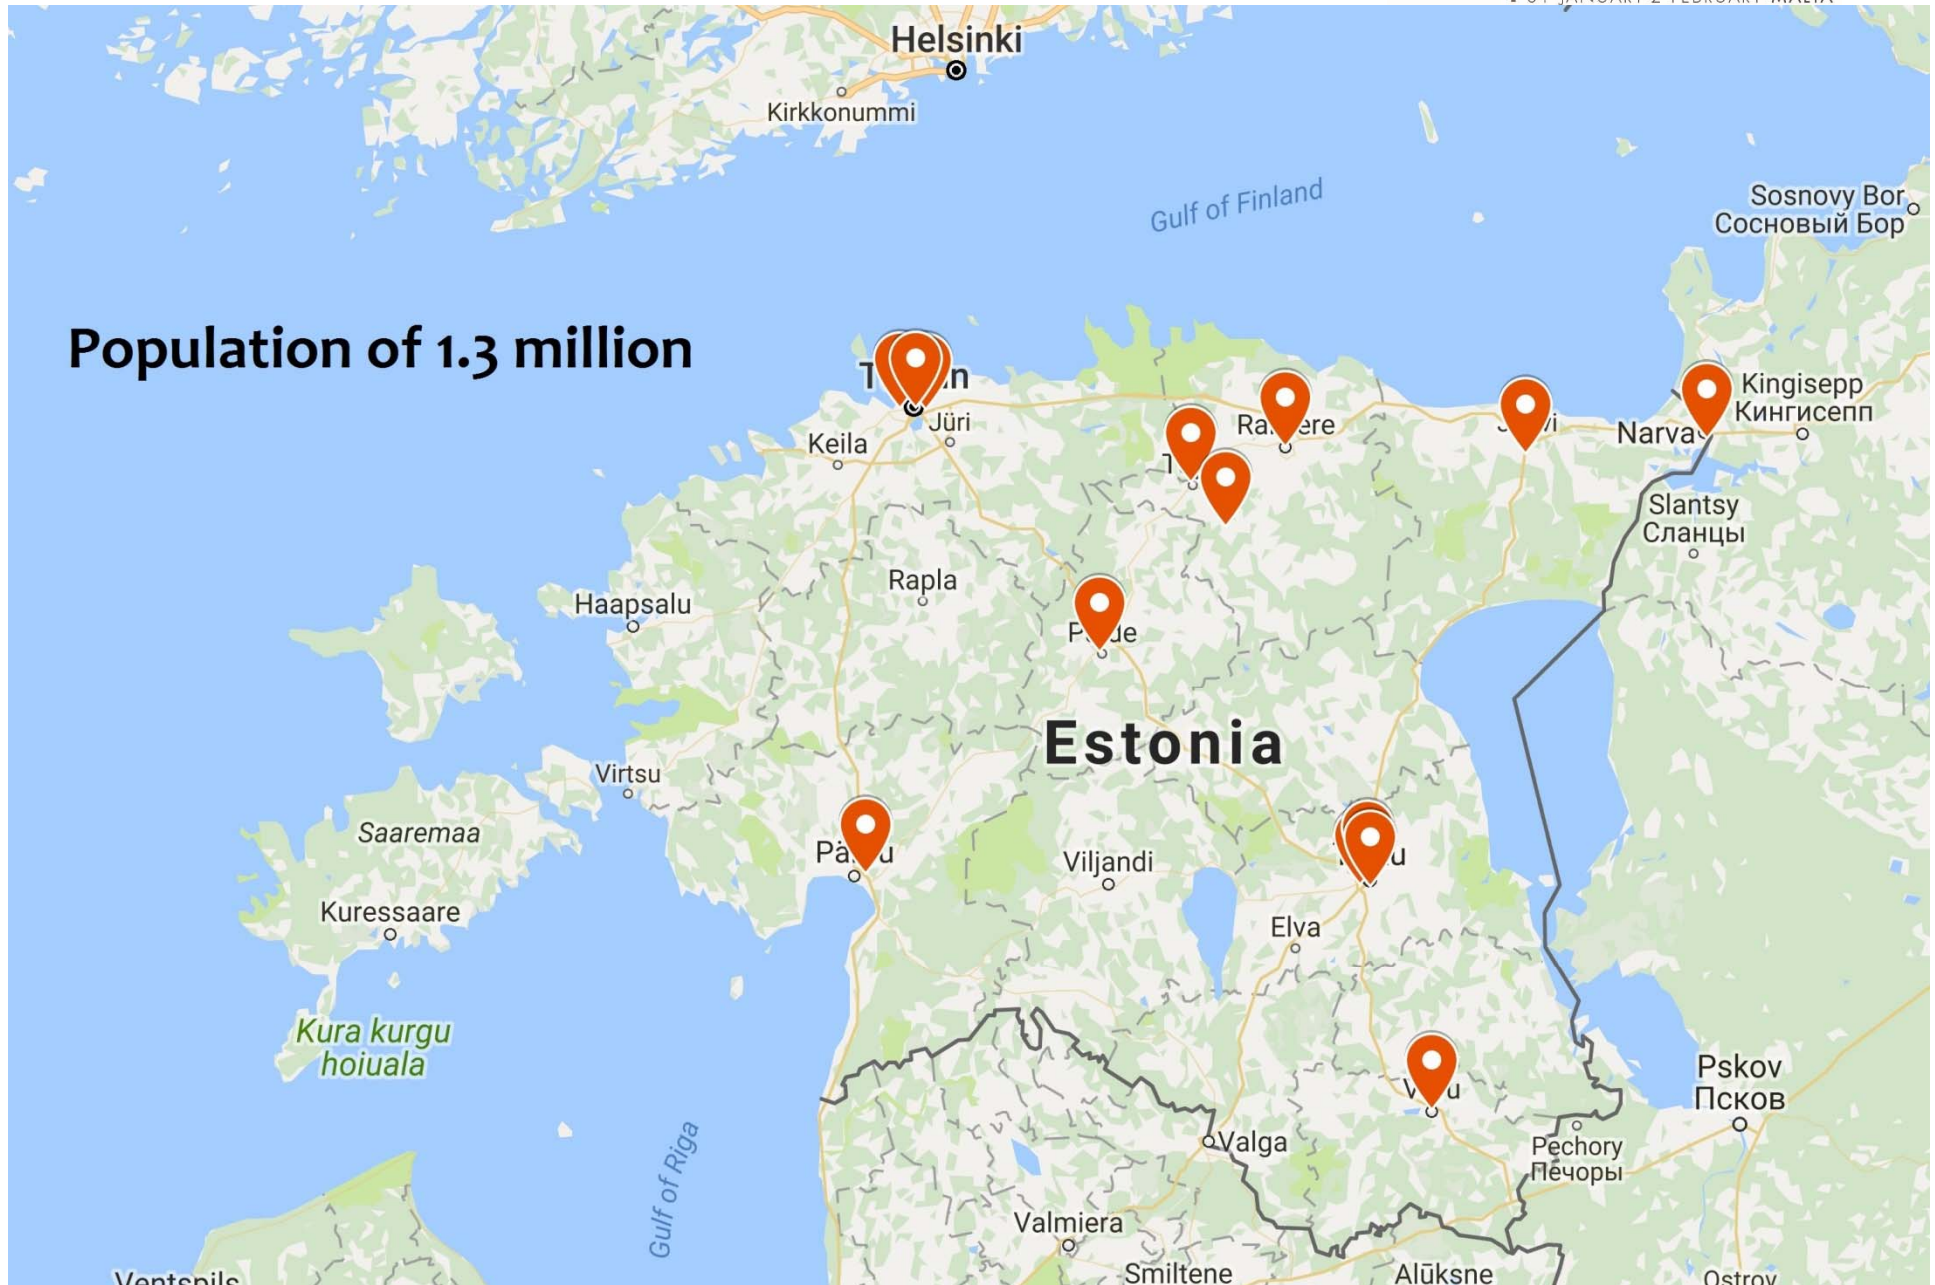 Helsinki
Kirkkonummi
Gulf of Finland
Sosnovy Bor
Сосновый Бор
Population of 1.3 million
Kingisepp
Кингисепп
Jüri
Keila
Narva
Slantsy
Сланцы
Rapla
Haapsalu
Estonia
Virtsu
Saaremaa
Viljandi
Kuressaare
Elva
Kura kurgu
hoiuala
Pskov
Псков
Gulf of Riga
Valga
Pechory
Печоры
Valmiera
Smiltene
Alūksne
Ventspils
Ostrov